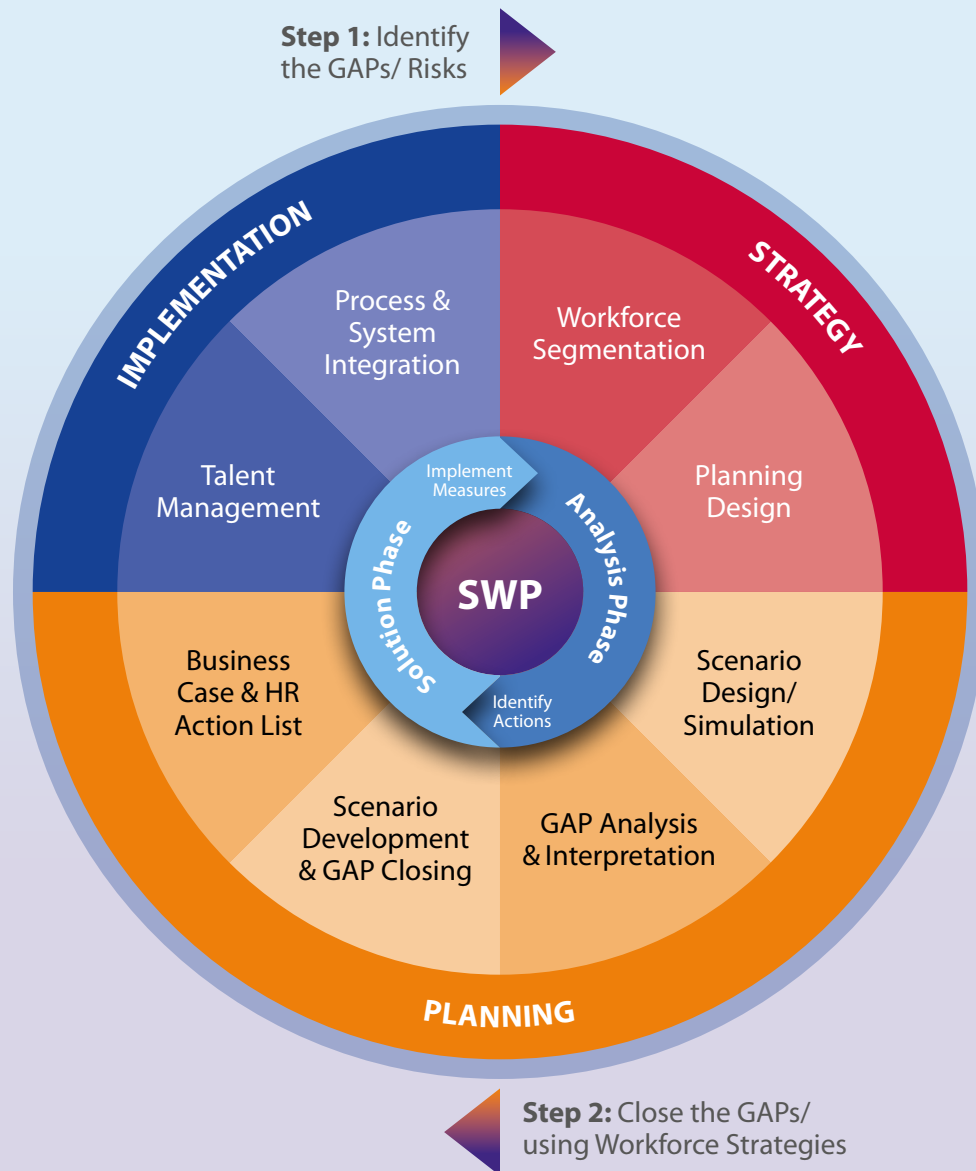 Step 1: Identify
the GAPs/ Risks
IMPLEMENTATION
STRATEGY
Process &
System
Integration
Workforce
Segmentation
Talent
Management
Planning
Design
Implement
Measures
Solution Phase
Analysis Phase
SWP
Identify
Actions
Business
Case & HR
Action List
Scenario
Design/
Simulation
Scenario
Development
& GAP Closing
GAP Analysis
& Interpretation
PLANNING
Step 2: Close the GAPs/
using Workforce Strategies